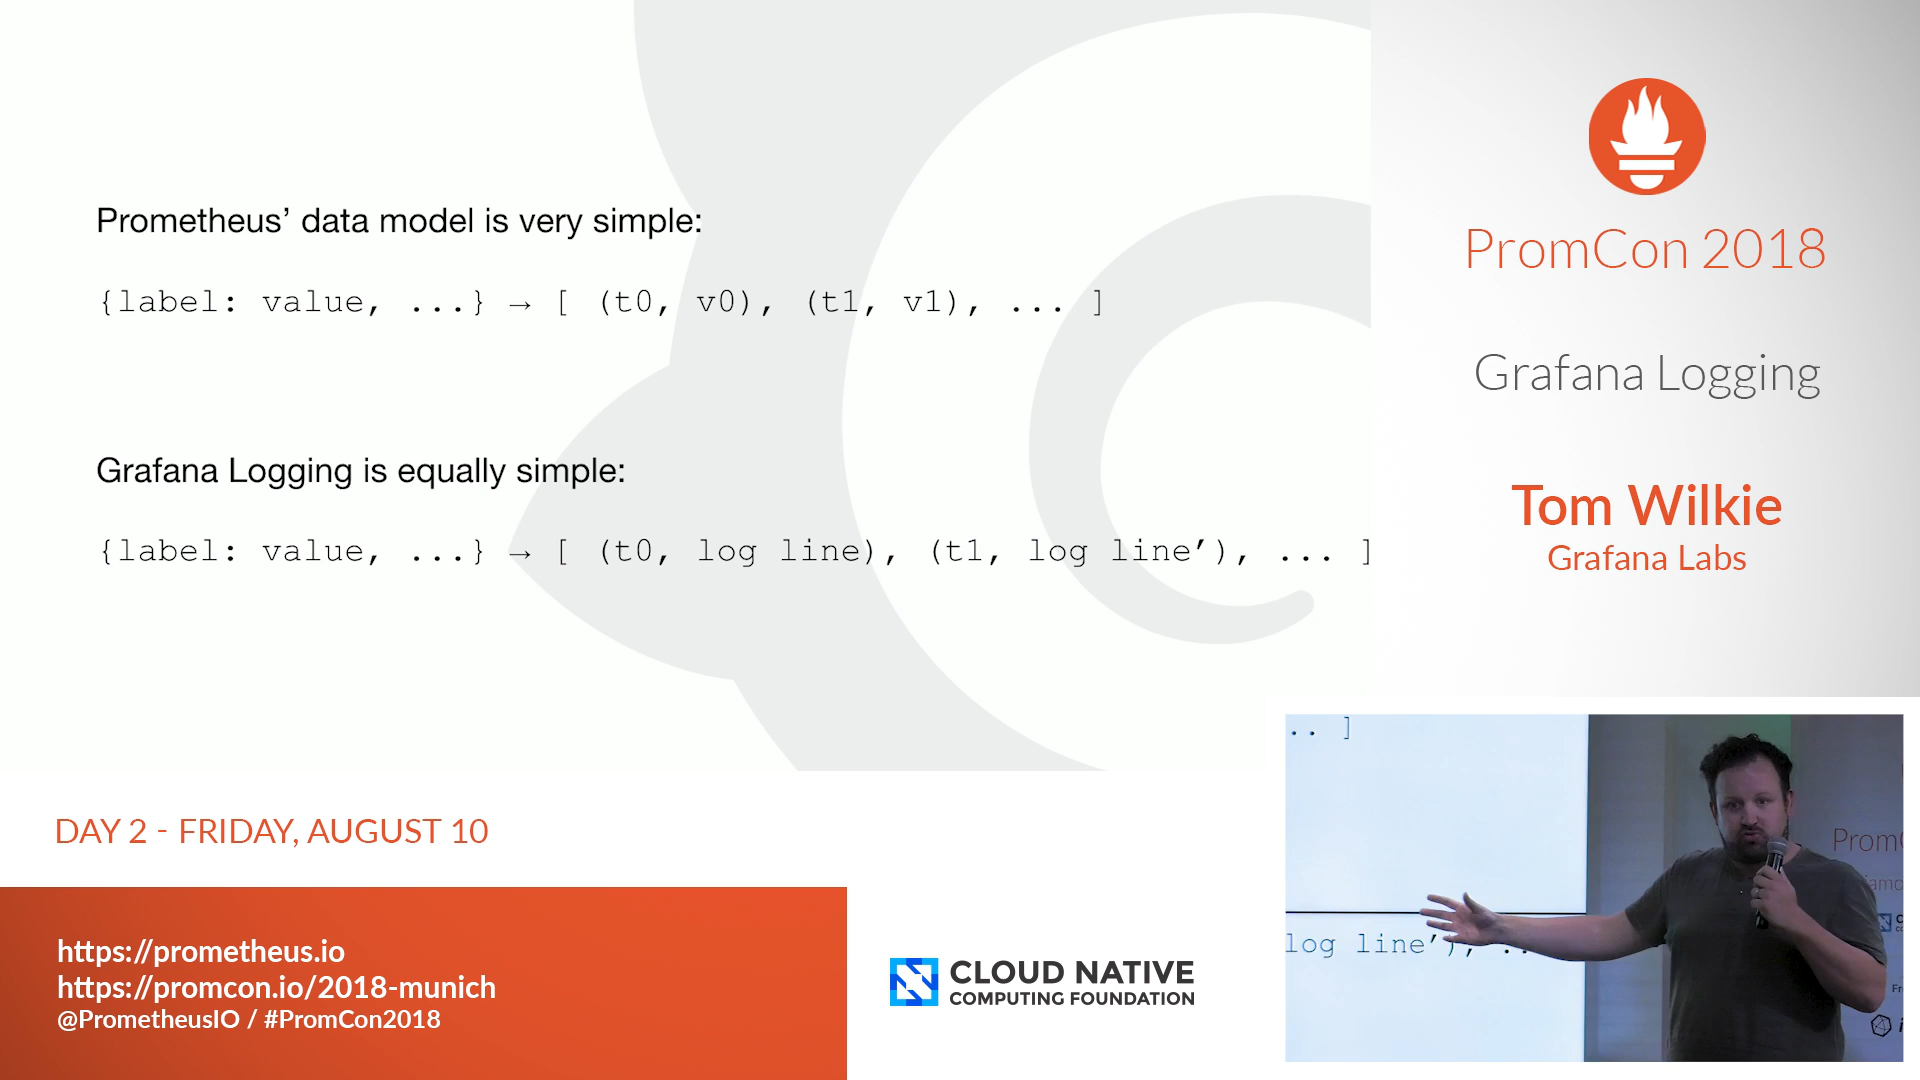 Prometheus’ data model is very simple:
{label: value, ...} → [ (t0, v0), (t1, v1), ... ]
Grafana Logging is equally simple:
{label: value, ...} → [ (t0, log line), (t1, log line’), ... ]
PromCon 2018
Grafana Logging
Tom Wilkie
Grafana Labs
DAY 2 - FRIDAY, AUGUST 10
https://prometheus.io
https://promcon.io/2018-munich
@PrometheusIO / #PromCon2018
CLOUD NATIVE
COMPUTING FOUNDATION
.. ]
log line’), ..